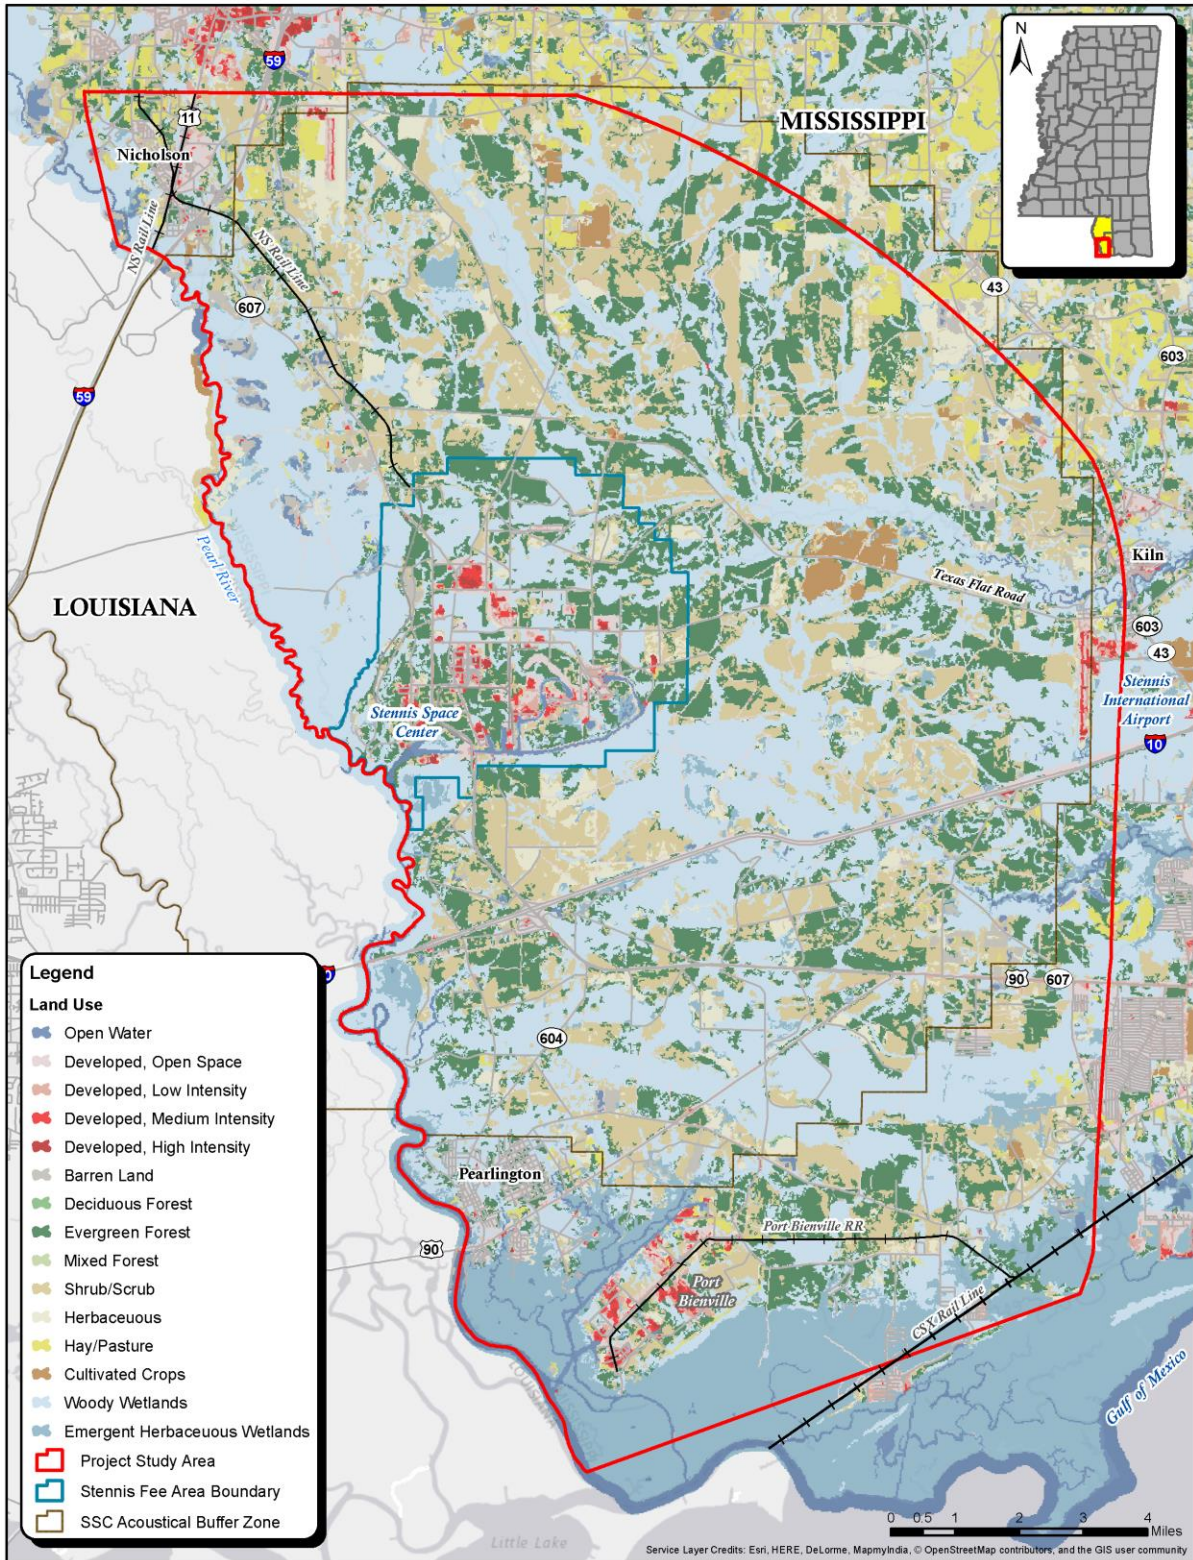 59
N
MISSISSIPPI
11
Nicholson
NS Rail Line
NS Rail Line
43
607
603
59
MISSISSIPPI
Pearl River
LOUISIANA
Kiln
Texas Flat Road
603
43
Stennis
International
Airport
Stennis Space
Center
10
90
607
604
Pearlington
90
Port Bienville RR
Port
Bienville
CSX Rail Line
LOUISIANA
Gulf of Mexico
Little Lake
Legend
Land Use
Open Water
Developed, Open Space
Developed, Low Intensity
Developed, Medium Intensity
Developed, High Intensity
Barren Land
Deciduous Forest
Evergreen Forest
Mixed Forest
Shrub/Scrub
Herbaceous
Hay/Pasture
Cultivated Crops
Woody Wetlands
Emergent Herbaceuous Wetlands
Project Study Area
Stennis Fee Area Boundary
SSC Acoustical Buffer Zone
0 0.5 1 2 3 4
Miles
Service Layer Credits: Esri, HERE, DeLorme, MapmyIndia, © OpenStreetMap contributors, and the GIS user community